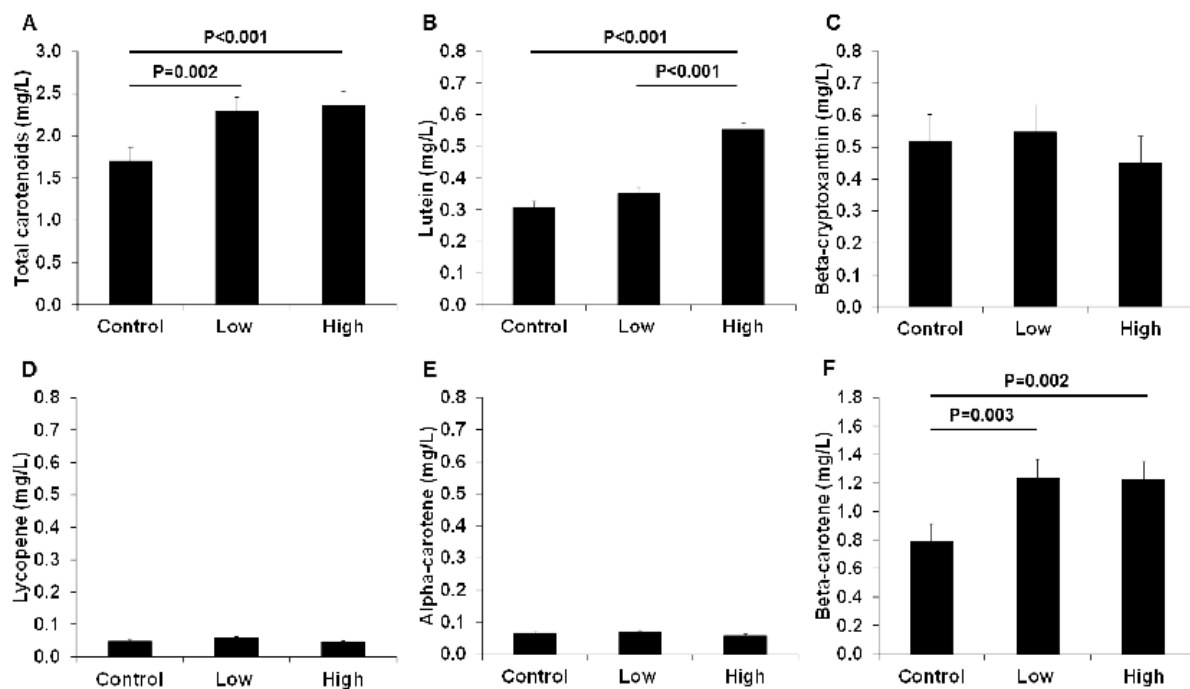 A
P<0.001
P=0.002
Total carotenoids (mg/L)
3.0
2.5
2.0
1.5
1.0
0.5
0.0
Control Low High
B
P<0.001
P<0.001
Lutein (mg/L)
0.8
0.7
0.6
0.5
0.4
0.3
0.2
0.1
0.0
Control Low High
C
Beta-cryptoxanthin (mg/L)
0.8
0.7
0.6
0.5
0.4
0.3
0.2
0.1
0.0
Control Low High
D
Lycopene (mg/L)
0.8
0.7
0.6
0.5
0.4
0.3
0.2
0.1
0.0
Control Low High
E
Alpha-carotene (mg/L)
0.8
0.7
0.6
0.5
0.4
0.3
0.2
0.1
0.0
Control Low High
F
P=0.002
P=0.003
Beta-carotene (mg/L)
1.8
1.6
1.4
1.2
1.0
0.8
0.6
0.4
0.2
0.0
Control Low High